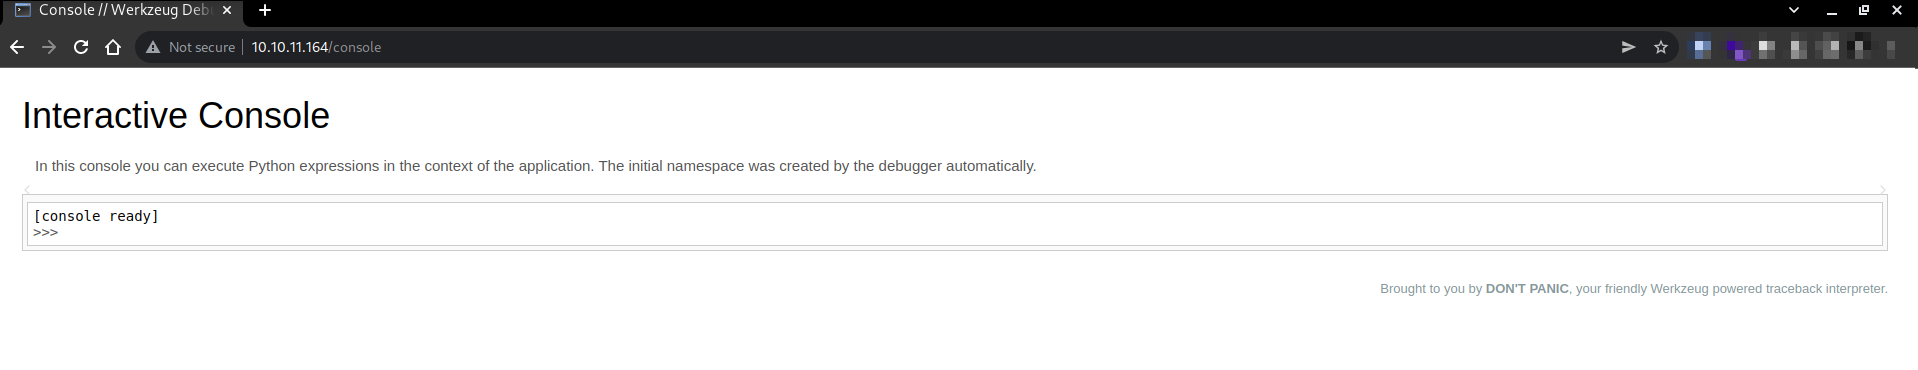 Console // Werkzeug Deb
Not secure
10.10.11.164/console
Interactive Console
In this console you can execute Python expressions in the context of the application. The initial namespace was created by the debugger automatically.
[console ready]
>>>
Brought to you by DON'T PANIC, your friendly Werkzeug powered traceback interpreter.